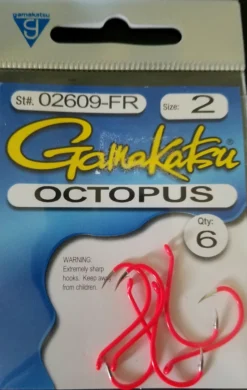 gamakatsu
g
St#. 02609-FR
Size: 2
Gamakatsu
OCTOPUS
Qty:
6
WARNING:
Extremely sharp
hooks. Keep away
from children.